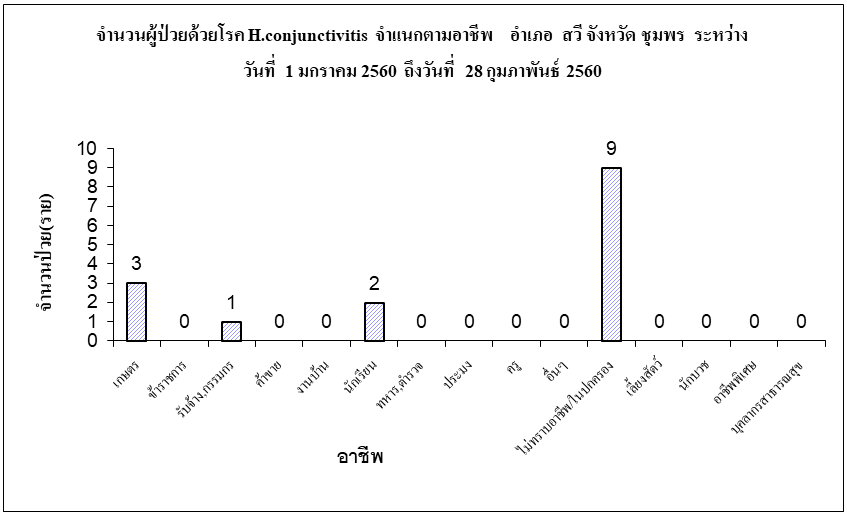 จำนวนผู้ป่วยด้วยโรค H.conjunctivitis จำแนกตามอาชีพ อำเภอ สวี จังหวัด ชุมพร ระหว่าง
วันที่ 1 มกราคม 2560 ถึงวันที่ 28 กุมภาพันธ์ 2560
จำนวนป่วย(ราย)
10
9
8
7
6
5
4
3
2
1
0
3
0
1
0
0
2
0
0
0
0
9
0
0
0
0
เกษตร
ข้าราชการ
รับจ้าง,กรรมกร
ค้าขาย
งานบ้าน
นักเรียน
ทหาร,ตำรวจ
ประมง
ครู
อื่นๆ
ไม่ทราบอาชีพ/ในปกครอง
เลี้ยงสัตว์
นักบวช
อาชีพพิเศษ
บุคลากรสาธารณสุข
อาชีพ